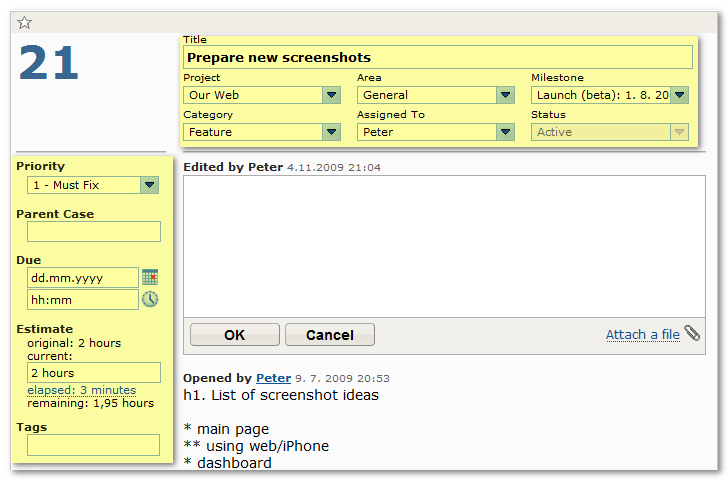 21
Title
Prepare new screenshots
Project
Area
Milestone
Our Web
General
Launch (beta): 1. 8. 20
Category
Assigned To
Status
Feature
Peter
Active
Priority
1 - Must Fix
Parent Case
Due
dd.mm.yyyy
hh:mm
Estimate
original: 2 hours
current:
2 hours
elapsed: 3 minutes
remaining: 1,95 hours
Tags
Edited by Peter 4.11.2009 21:04
OK
Cancel
Attach a file
Opened by Peter 9. 7. 2009 20:53
h1. List of screenshot ideas
* main page
** using web/iPhone
* dashboard